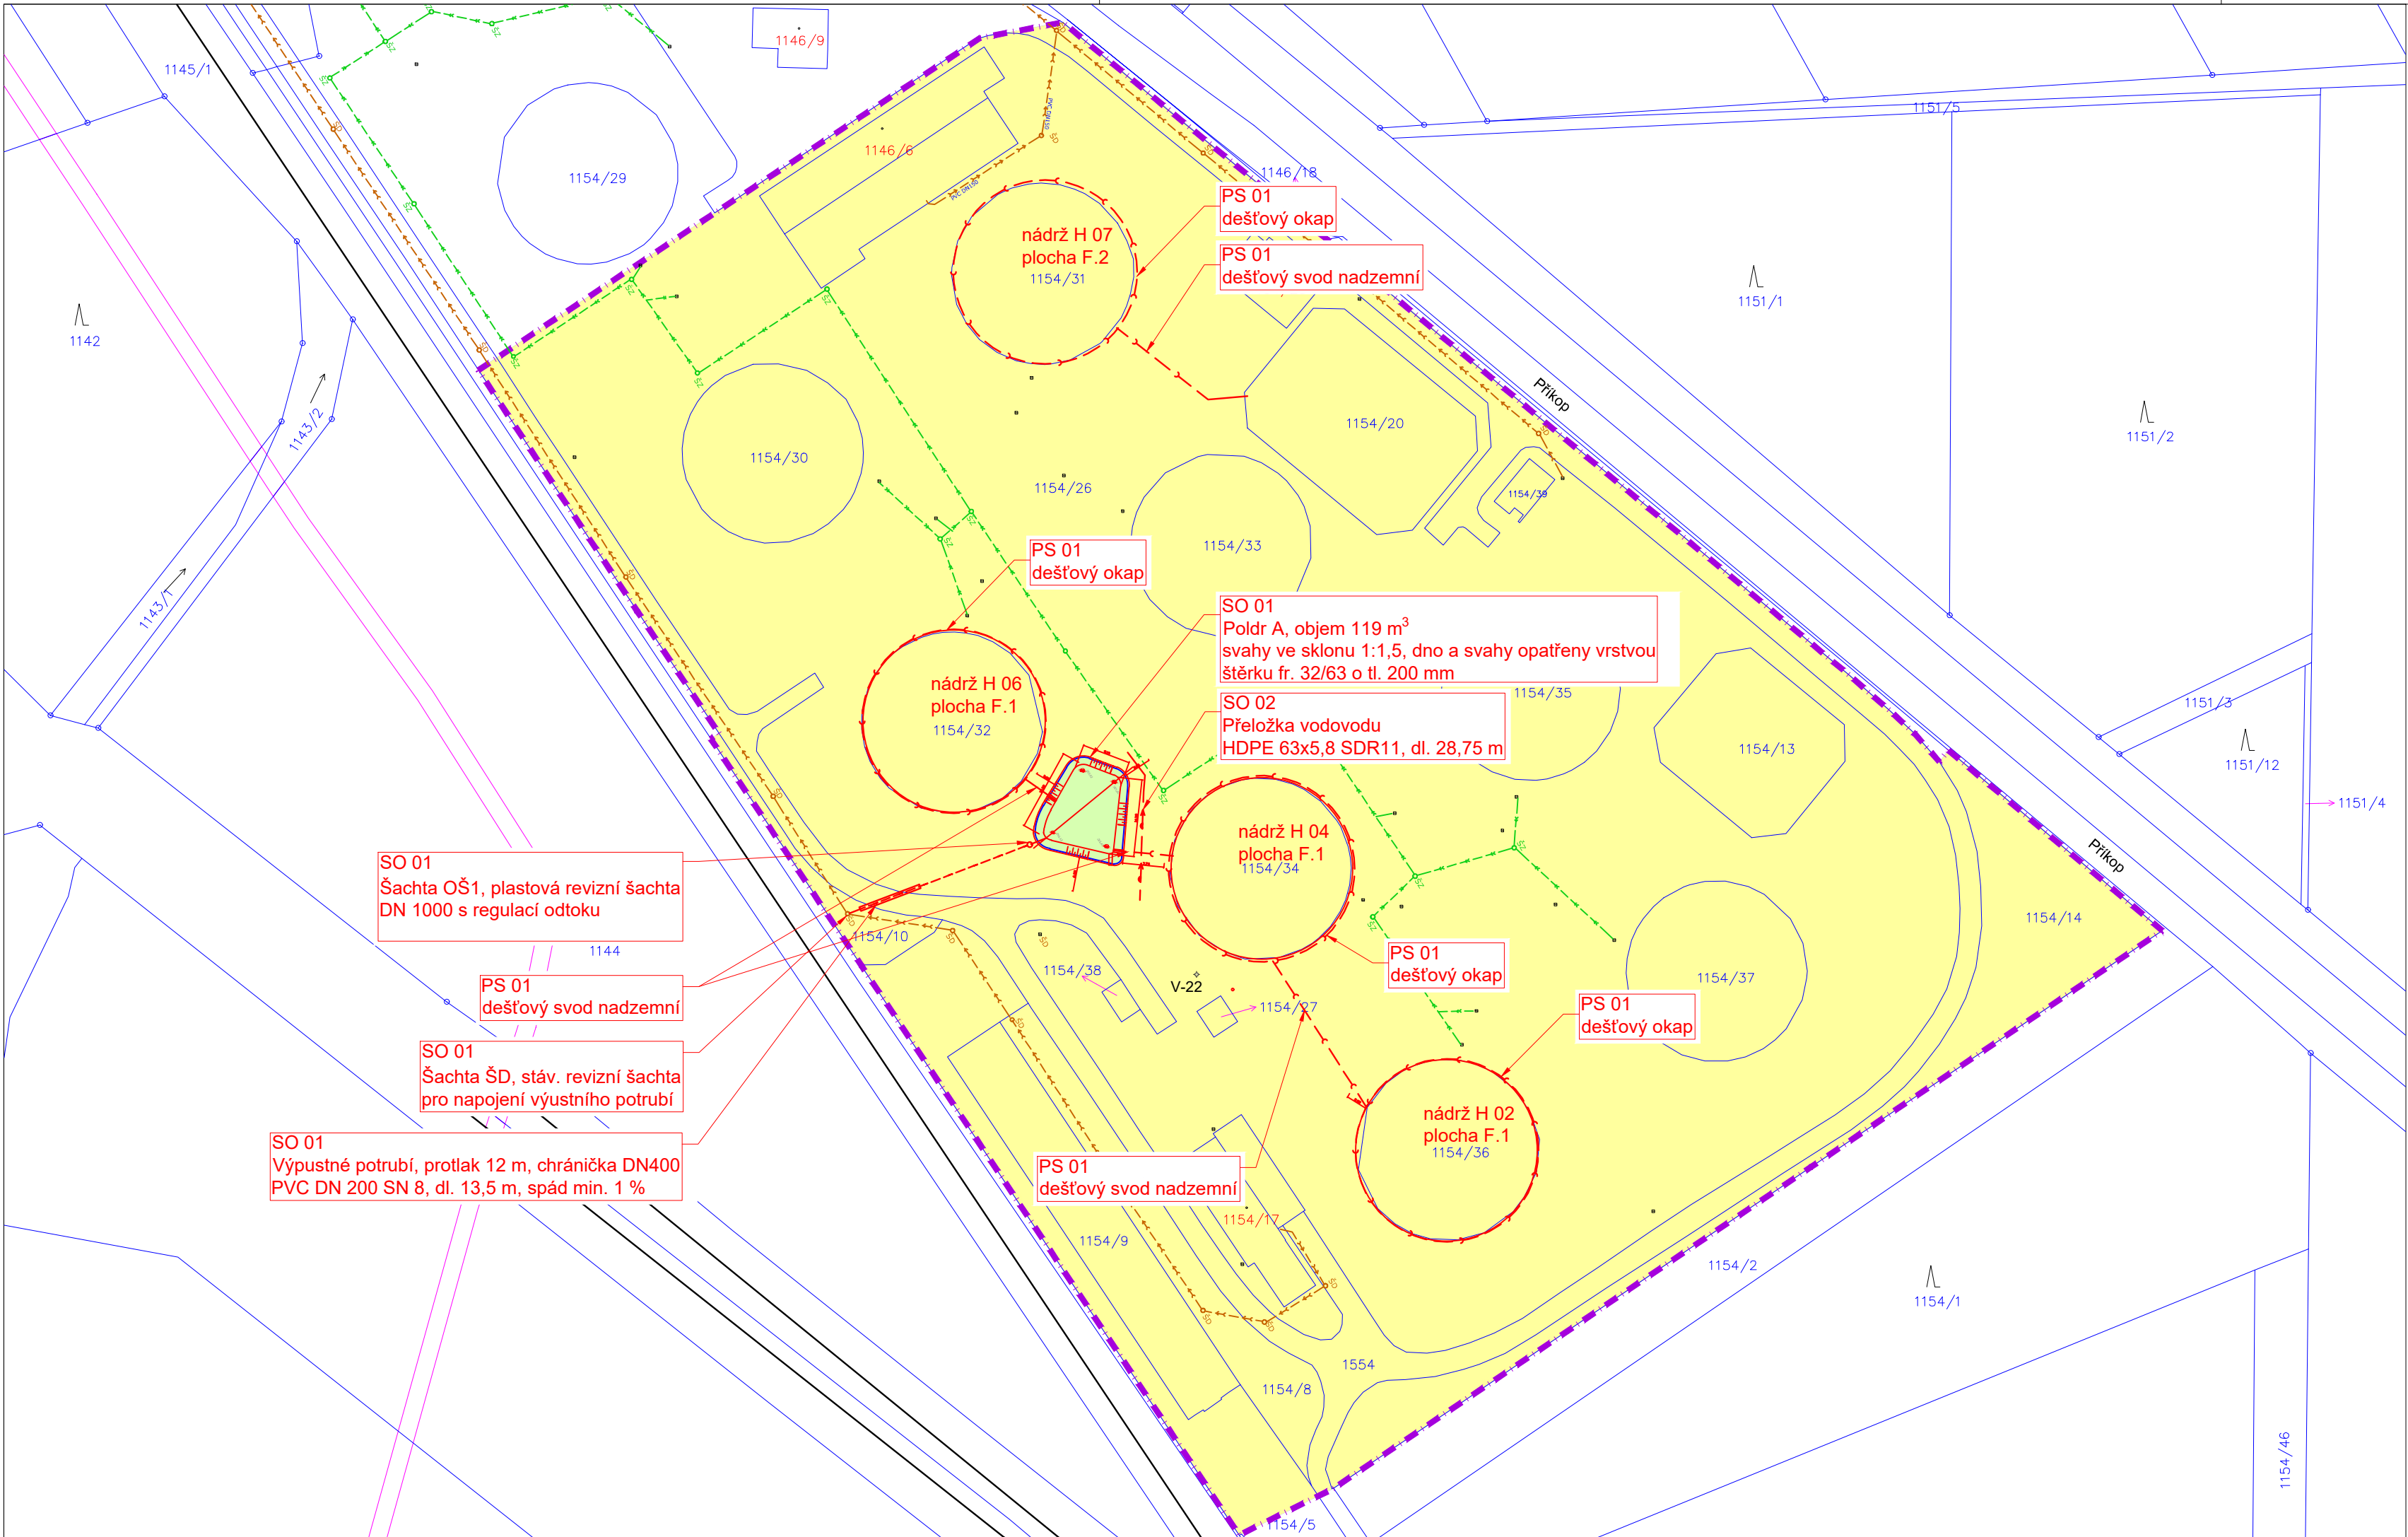 1146/9
1145/1
1151/5
1146/6
PVC DN150
PVC DN150
1154/29
1146/18
PS 01
dešťový okap
nádrž H 07
plocha F.2
1154/31
PS 01
dešťový svod nadzemní
1151/1
1142
1143/2
Příkop
1154/20
1151/2
1154/30
1154/26
1154/39
1154/33
PS 01
dešťový okap
1143/1
SO 01
Poldr A, objem 119 m³
svahy ve sklonu 1:1,5, dno a svahy opatřeny vrstvou
štěrku fr. 32/63 o tl. 200 mm
nádrž H 06
plocha F.1
1154/32
1154/35
SO 02
Přeložka vodovodu
HDPE 63x5,8 SDR11, dl. 28,75 m
1151/3
1154/13
1151/12
1151/4
nádrž H 04
plocha F.1
1154/34
Příkop
SO 01
Šachta OŠ1, plastová revizní šachta
DN 1000 s regulací odtoku
1154/14
1154/10
1144
PS 01
dešťový okap
1154/38
1154/37
V-22
PS 01
dešťový svod nadzemní
1154/27
PS 01
dešťový okap
SO 01
Šachta ŠD, stáv. revizní šachta
pro napojení výustního potrubí
nádrž H 02
plocha F.1
1154/36
SO 01
Výpustné potrubí, protlak 12 m, chránička DN400
PVC DN 200 SN 8, dl. 13,5 m, spád min. 1 %
PS 01
dešťový svod nadzemní
1154/17
1154/9
1154/2
1154/1
1554
1154/8
1154/46
1154/5